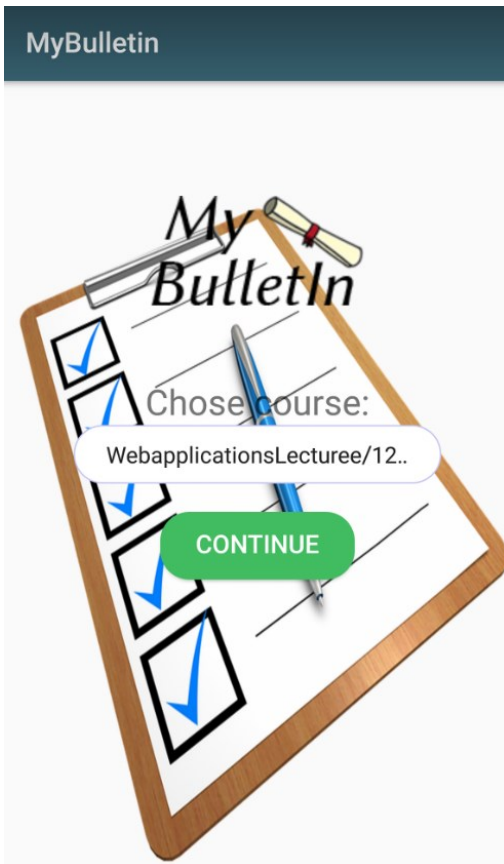 MyBulletin
My
BulletIn
Chose course:
WebapplicationsLecturee/12..
CONTINUE